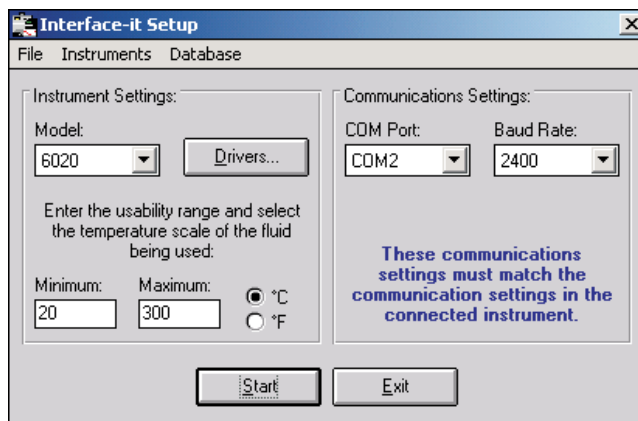 Interface-it Setup
File Instruments Database
Instrument Settings:
Model:
6020
Drivers...
Enter the usability range and select
the temperature scale of the fluid
being used:
Minimum: Maximum:
20 300
°C
°F
Communications Settings:
COM Port: Baud Rate:
COM2 2400
These communications
settings must match the
communication settings in the
connected instrument.
Start Exit